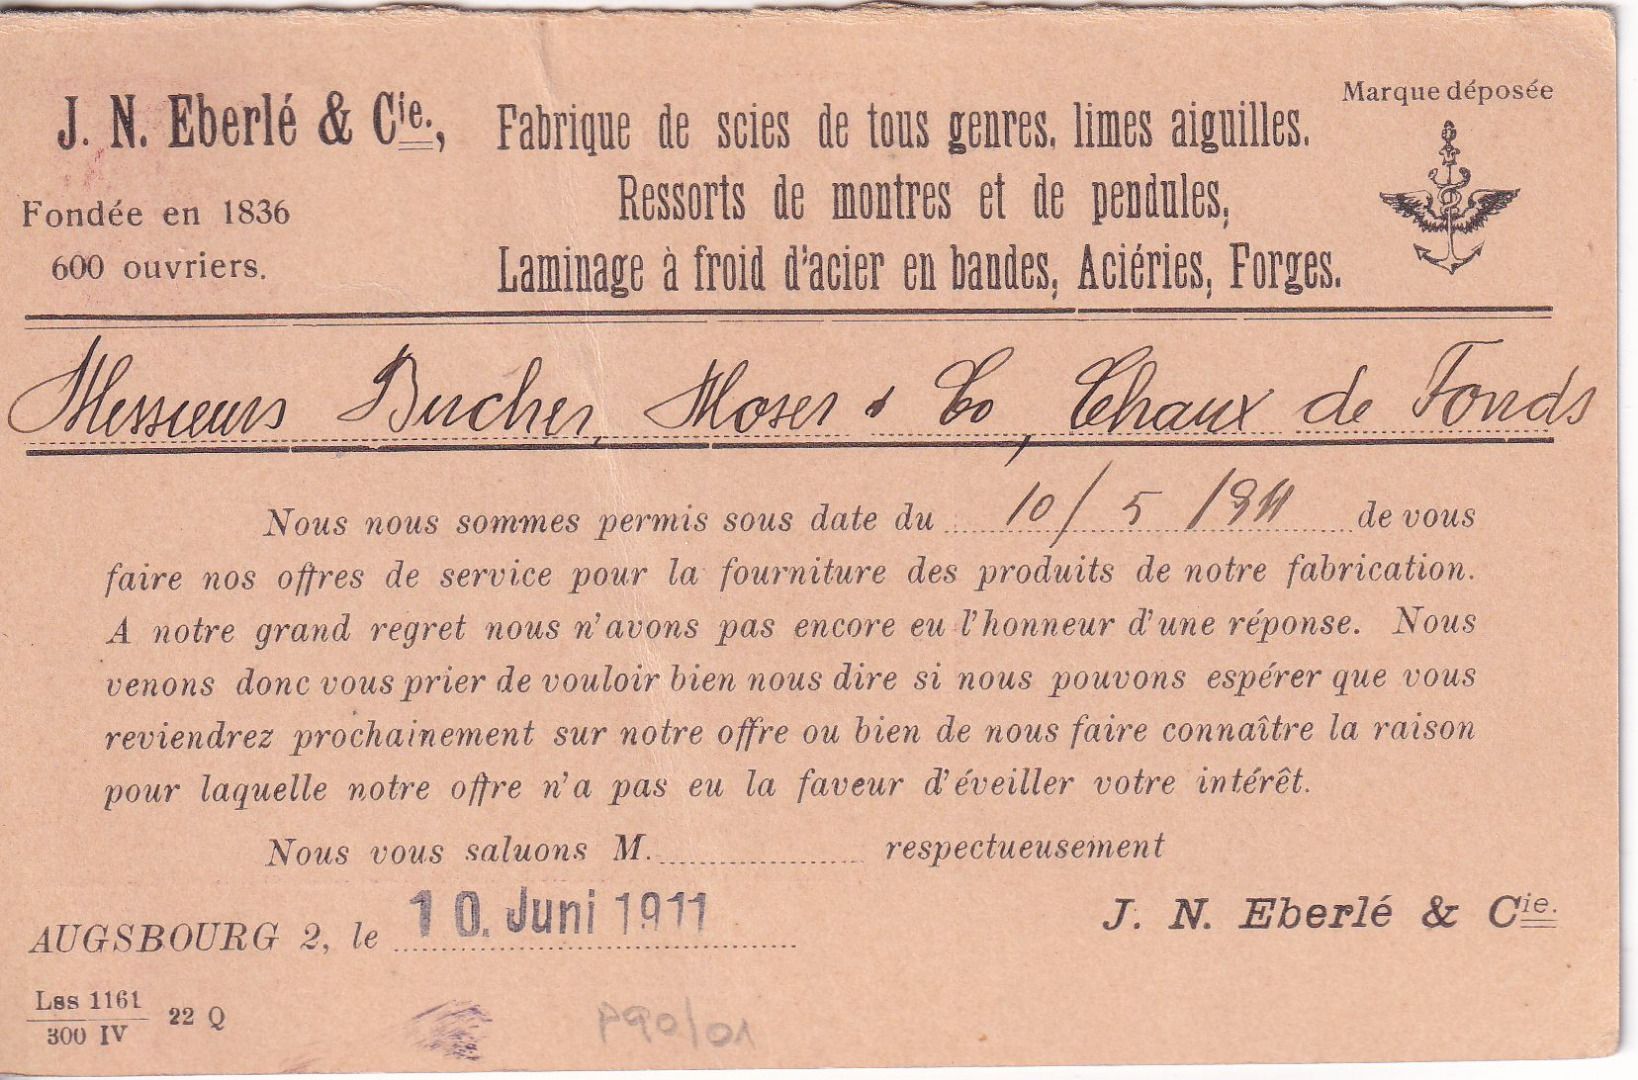 Marque déposée
J. N. Eberlé & Cie., Fabrique de scies de tous genres, limes aiguilles.
Fondée en 1836 Ressorts de montres et de pendules,
600 ouvriers. Laminage à froid d'acier en bandes, Aciéries, Forges.
Messieurs Bucher, Moser & Co, Chaux de Fonds
Nous nous sommes permis sous date du 10/5/911 de vous
faire nos offres de service pour la fourniture des produits de notre fabrication.
A notre grand regret nous n'avons pas encore eu l'honneur d'une réponse. Nous
venons donc vous prier de vouloir bien nous dire si nous pouvons espérer que vous
reviendrez prochainement sur notre offre ou bien de nous faire connaître la raison
pour laquelle notre offre n'a pas eu la faveur d'éveiller votre intérêt.
Nous vous saluons M. respectueusement
AUGSBOURG 2, le 10. Juni 1911
J. N. Eberlé & Cie.
Lss 1161
300 IV 22 Q
P90/01